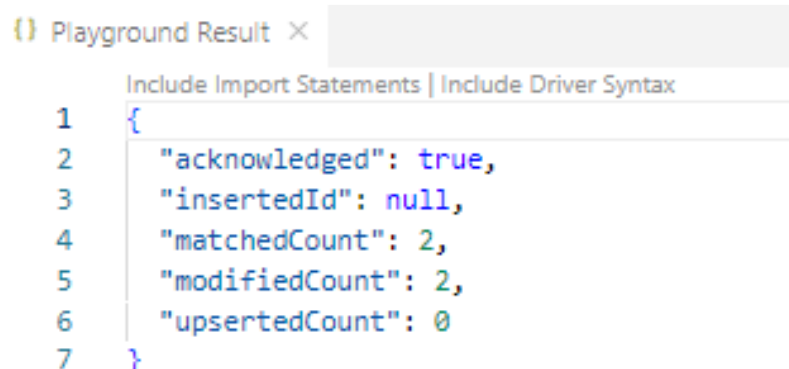 {} Playground Result ×
Include Import Statements | Include Driver Syntax
1 {
2 "acknowledged": true,
3 "insertedId": null,
4 "matchedCount": 2,
5 "modifiedCount": 2,
6 "upsertedCount": 0
7 }